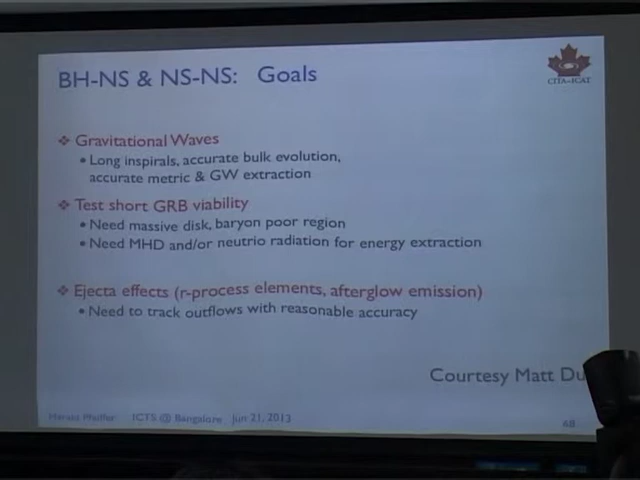 BH-NS & NS-NS: Goals
CITA-ICAT
❖ Gravitational Waves
• Long inspirals, accurate bulk evolution,
accurate metric & GW extraction
❖ Test short GRB viability
• Need massive disk, baryon poor region
• Need MHD and/or neutrio radiation for energy extraction
❖ Ejecta effects (r-process elements, afterglow emission)
• Need to track outflows with reasonable accuracy
Courtesy Matt Du
Harald Pfeiffer ICTS @ Bangalore Jun 21, 2013